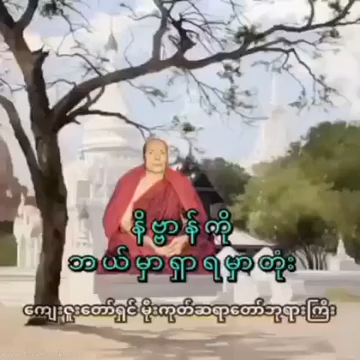 နိဗ္ဗာန်ကို
ဘယ်မှာရှာရမှာတုံး
ကျေးဇူးတော်ရှင်မိုးကုတ်ဆရာတော်ဘုရားကြီး